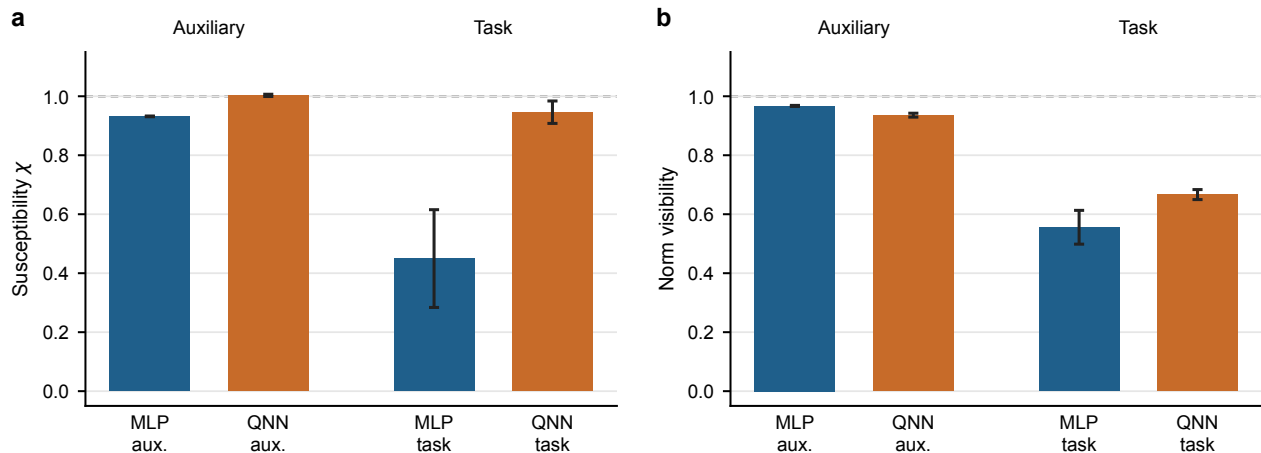 a
Auxiliary Task
Susceptibility χ
1.0
0.8
0.6
0.4
0.2
0.0
MLP aux.
QNN aux.
MLP task
QNN task
b
Auxiliary Task
Norm visibility
1.0
0.8
0.6
0.4
0.2
0.0
MLP aux.
QNN aux.
MLP task
QNN task